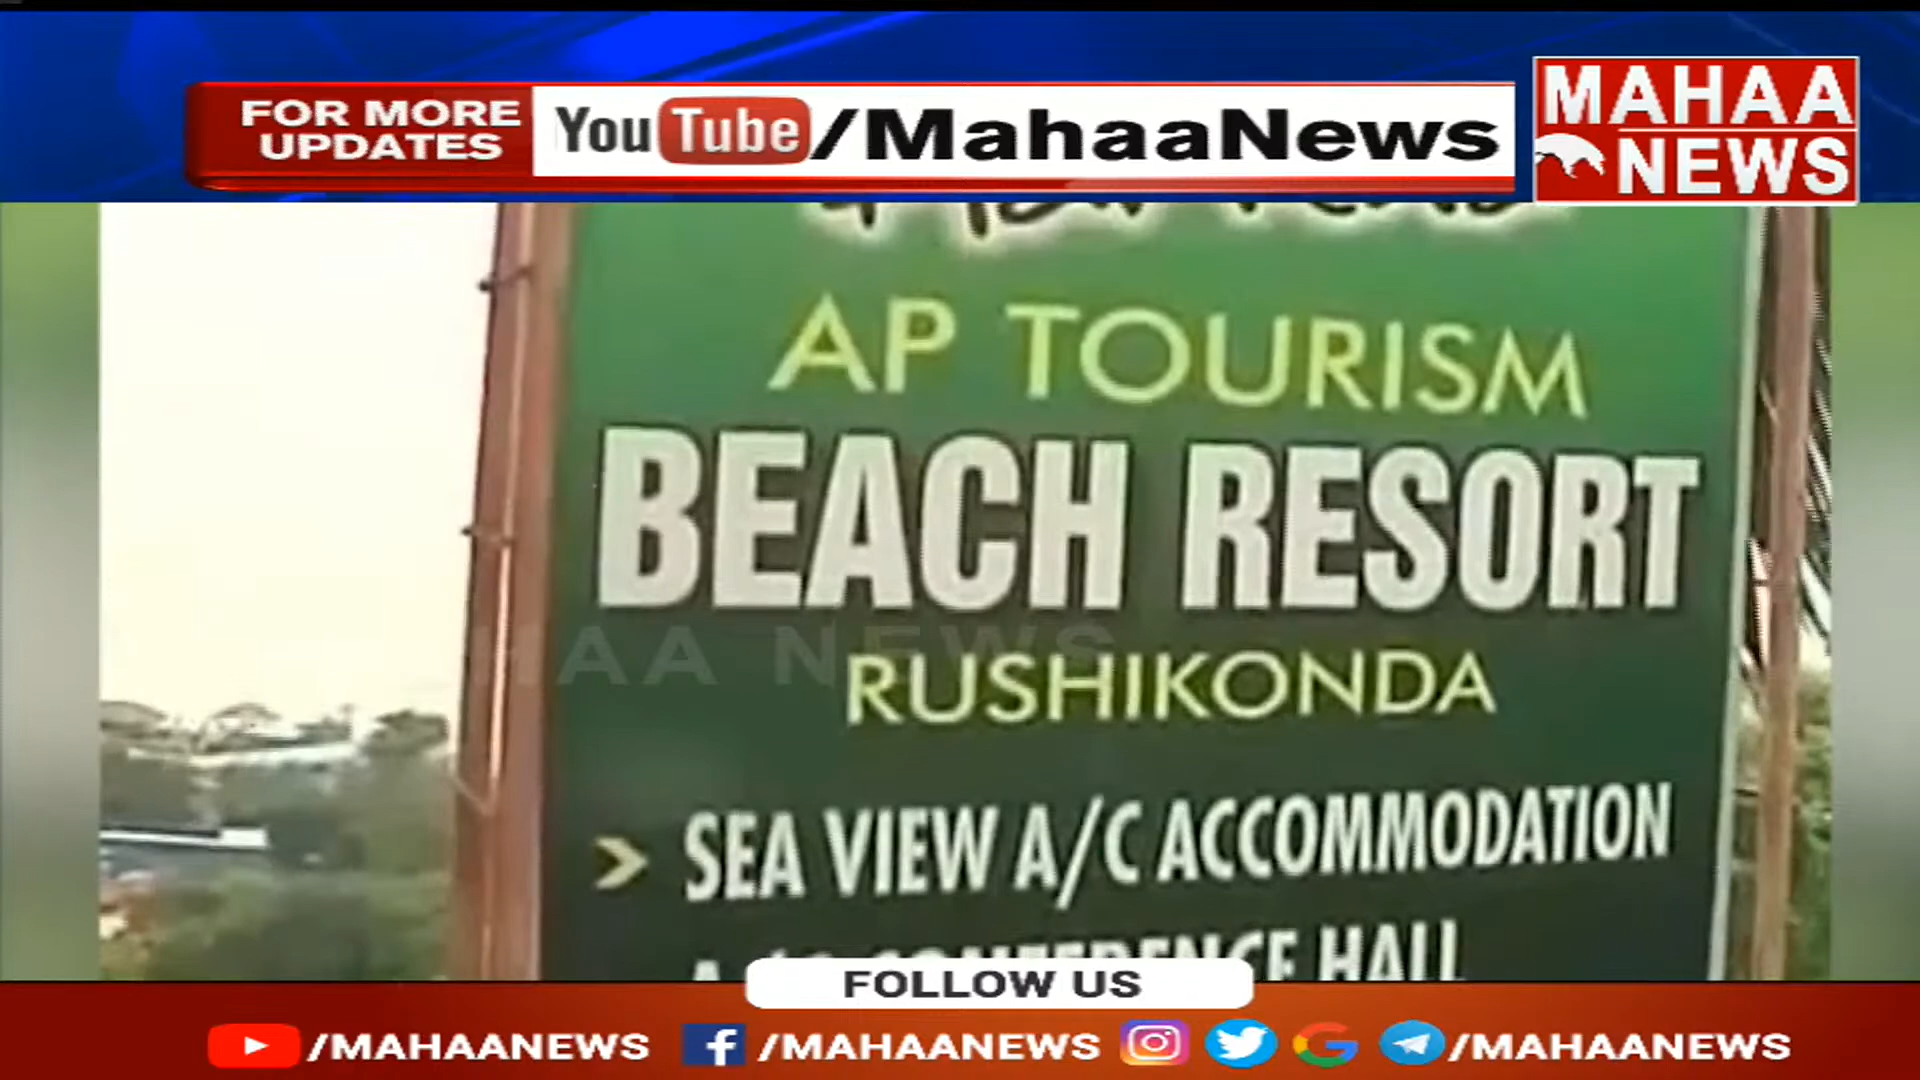 FOR MORE
UPDATES
YouTube/MahaaNews
MAHAA
NEWS
AP TOURISM
BEACH RESORT
RUSHIKONDA
SEA VIEW A/C ACCOMMODATION
CONFERENCE HALL
FOLLOW US
/MAHAANEWS
/MAHAANEWS
/MAHAANEWS